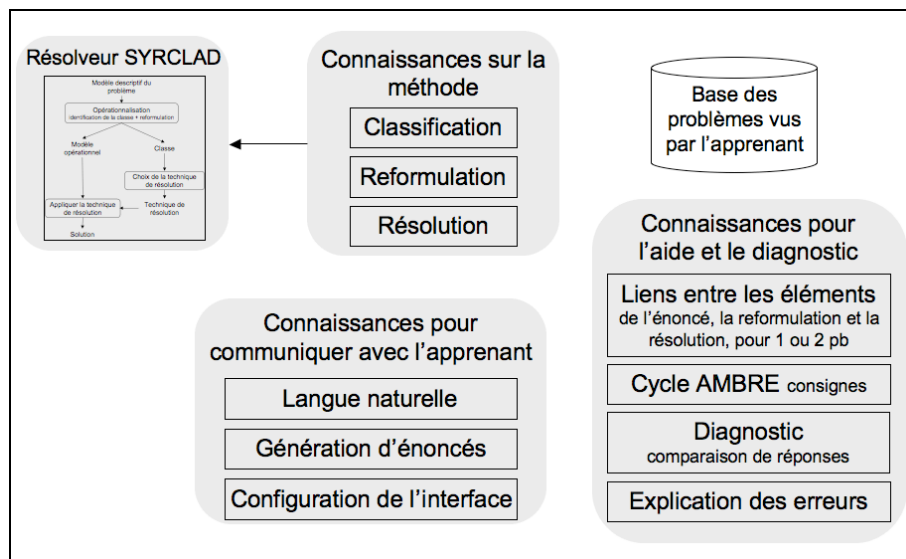 Résolveur SYRCLAD
Modèle descriptif du
problème
Opérationnalisation
identification de la classe + reformulation
Modèle
opérationnel
Classe
Choix de la technique
de résolution
Appliquer la technique
de résolution
Technique de
résolution
Solution
Connaissances sur la
méthode
Classification
Reformulation
Résolution
Base des
problèmes vus
par l'apprenant
Connaissances pour
communiquer avec l'apprenant
Langue naturelle
Génération d'énoncés
Configuration de l'interface
Connaissances pour
l'aide et le diagnostic
Liens entre les éléments
de l'énoncé, la reformulation et la
résolution, pour 1 ou 2 pb
Cycle AMBRE consignes
Diagnostic
comparaison de réponses
Explication des erreurs